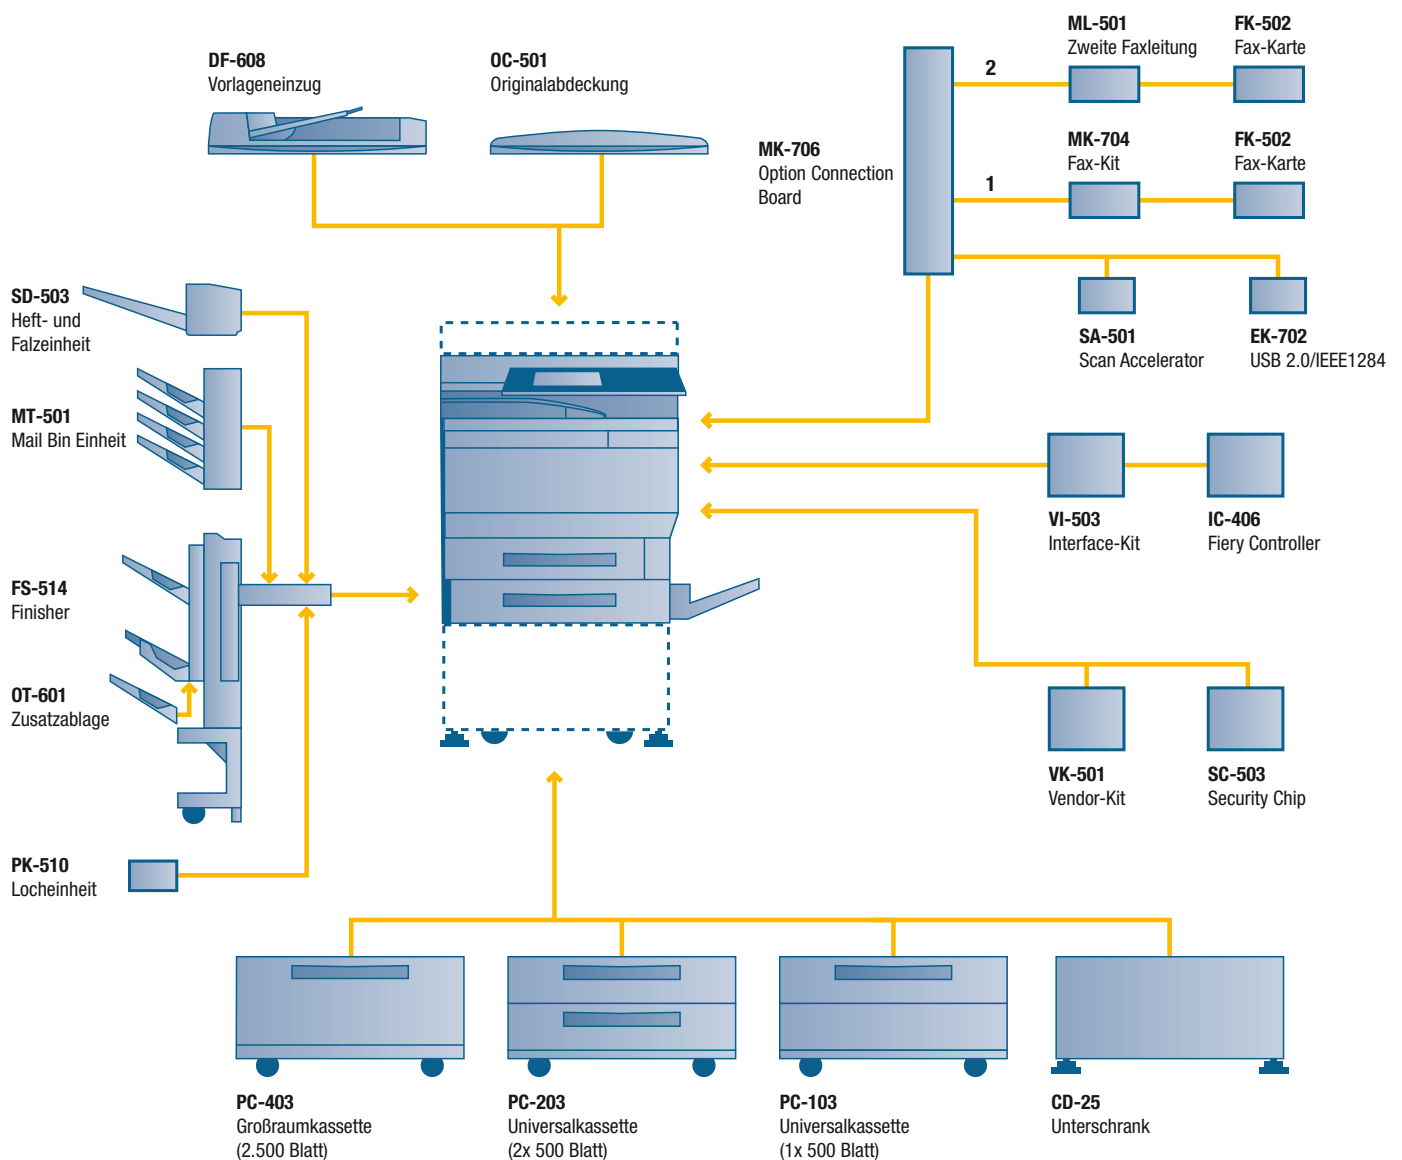 DF-608
Vorlageneinzug
OC-501
Originalabdeckung
MK-706
Option Connection
Board
2
ML-501
Zweite Faxleitung
FK-502
Fax-Karte
1
MK-704
Fax-Kit
FK-502
Fax-Karte
SA-501
Scan Accelerator
EK-702
USB 2.0/IEEE1284
SD-503
Heft- und
Falzeinheit
MT-501
Mail Bin Einheit
FS-514
Finisher
OT-601
Zusatzablage
PK-510
Locheinheit
VI-503
Interface-Kit
IC-406
Fiery Controller
VK-501
Vendor-Kit
SC-503
Security Chip
PC-403
Großraumkassette
(2.500 Blatt)
PC-203
Universalkassette
(2x 500 Blatt)
PC-103
Universalkassette
(1x 500 Blatt)
CD-25
Unterschrank